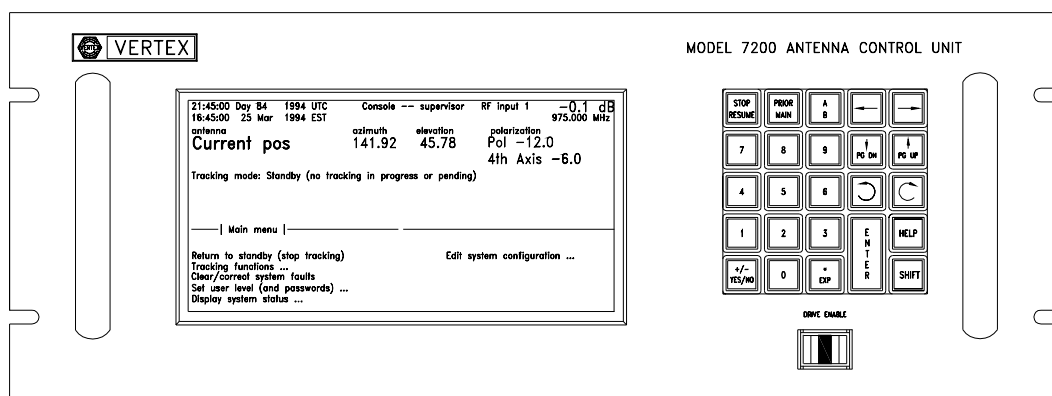 VERTEX
MODEL 7200 ANTENNA CONTROL UNIT
21:45:00 Day 84 1994 UTC Console -- supervisor RF input 1 -0.1 dB
16:45:00 25 Mar 1994 EST 975.000 MHz
antenna azimuth elevation polarization
Current pos 141.92 45.78 Pol -12.0
4th Axis -6.0
Tracking mode: Standby (no tracking in progress or pending)
Main menu
Return to standby (stop tracking) Edit system configuration ...
Tracking functions ...
Clear/correct system faults
Set user level (and passwords) ...
Display system status ...
STOP RESUME
PRIOR MAIN
A B
7 8 9 PG DN PG UP
4 5 6
1 2 3 ENTER HELP
+/- YES/NO 0 EXP SHIFT
DRIVE ENABLE